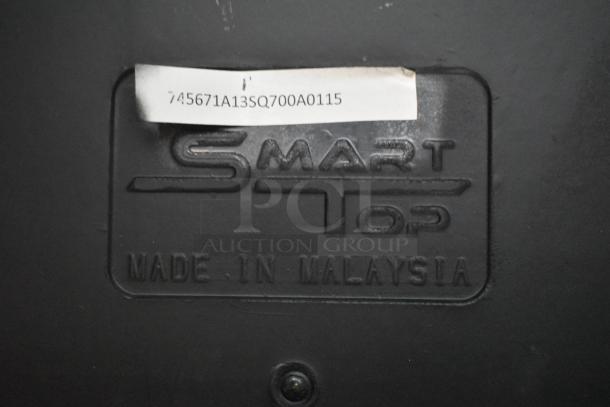 745671A13SQ700A0115
SMART
TOP
PCI
AUCTION GROUP
MADE IN MALAYSIA